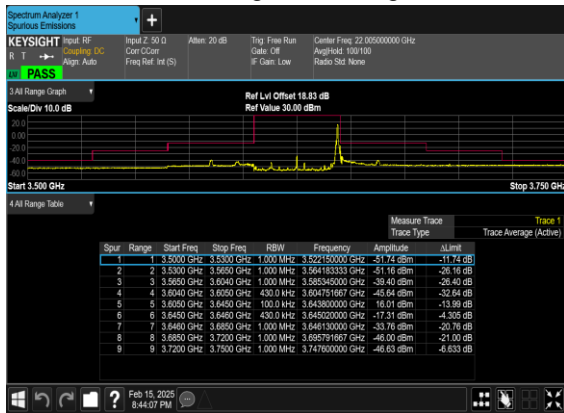 Spectrum Analyzer 1
Spurious Emissions
KEYSIGHT Input: RF Input Z: 50 Ω Atten: 20 dB Trig: Free Run Center Freq: 22.005000000 GHz
R T Coupling: DC Corr CCorr Gate: Off Avg|Hold: 100/100
Align: Auto Freq Ref: Int (S) IF Gain: Low Radio Std: None
PASS
3 All Range Graph
Ref Lvl Offset 18.83 dB
Scale/Div 10.0 dB Ref Value 30.00 dBm
20.0
0.00
-20.0
-40.0
-60.0
Start 3.500 GHz Stop 3.750 GHz
4 All Range Table
Measure Trace Trace 1
Trace Type Trace Average (Active)
Spur Range Start Freq Stop Freq RBW Frequency Amplitude ΔLimit
1 1 3.5000 GHz 3.5300 GHz 1.000 MHz 3.522150000 GHz -51.74 dBm -11.74 dB
2 2 3.5300 GHz 3.5650 GHz 1.000 MHz 3.564183333 GHz -51.16 dBm -26.16 dB
3 3 3.5650 GHz 3.6040 GHz 1.000 MHz 3.585345000 GHz -39.40 dBm -26.40 dB
4 4 3.6040 GHz 3.6050 GHz 430.0 kHz 3.604751667 GHz -45.64 dBm -32.64 dB
5 5 3.6050 GHz 3.6450 GHz 100.0 kHz 3.643800000 GHz 16.01 dBm -13.99 dB
6 6 3.6450 GHz 3.6460 GHz 430.0 kHz 3.645020000 GHz -17.31 dBm -4.305 dB
7 7 3.6460 GHz 3.6850 GHz 1.000 MHz 3.646130000 GHz -33.76 dBm -20.76 dB
8 8 3.6850 GHz 3.7200 GHz 1.000 MHz 3.695791667 GHz -46.00 dBm -21.00 dB
9 9 3.7200 GHz 3.7500 GHz 1.000 MHz 3.747600000 GHz -46.63 dBm -6.633 dB
Feb 15, 2025
8:44:07 PM